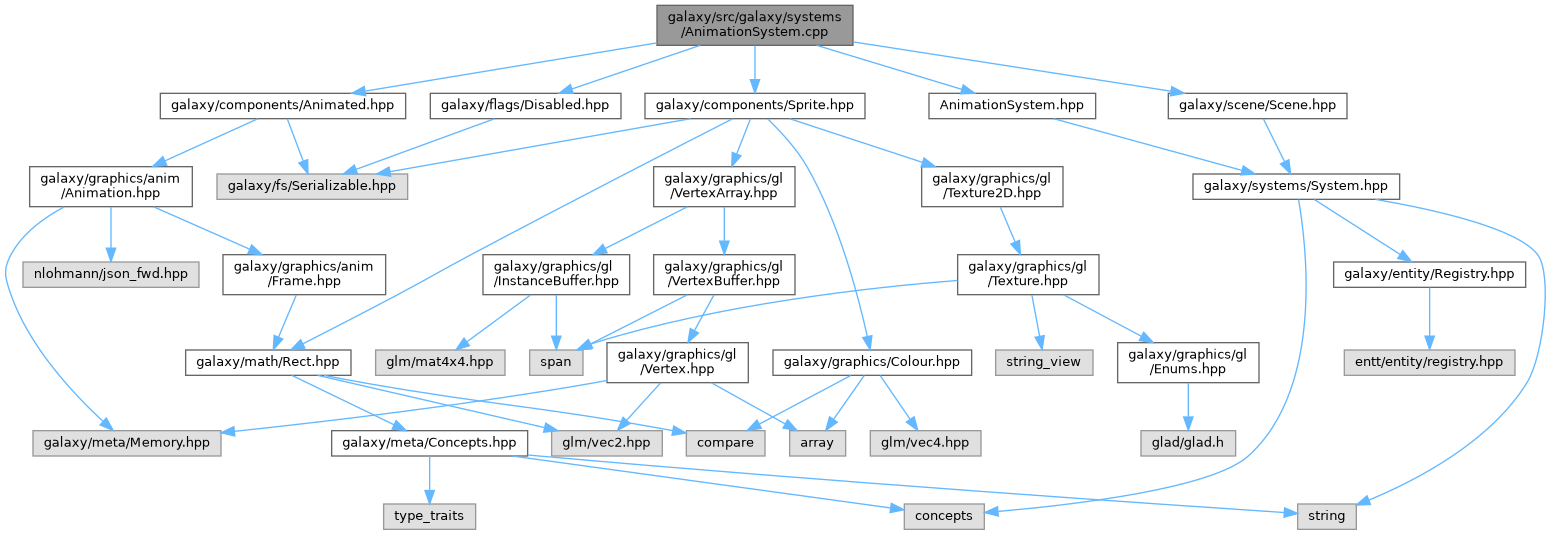 galaxy/src/galaxy/systems
/AnimationSystem.cpp
galaxy/components/Animated.hpp
galaxy/flags/Disabled.hpp
galaxy/components/Sprite.hpp
AnimationSystem.hpp
galaxy/scene/Scene.hpp
galaxy/graphics/anim
/Animation.hpp
galaxy/fs/Serializable.hpp
galaxy/graphics/gl
/VertexArray.hpp
galaxy/graphics/gl
/Texture2D.hpp
galaxy/systems/System.hpp
nlohmann/json_fwd.hpp
galaxy/graphics/anim
/Frame.hpp
galaxy/graphics/gl
/InstanceBuffer.hpp
galaxy/graphics/gl
/VertexBuffer.hpp
galaxy/graphics/gl
/Texture.hpp
galaxy/entity/Registry.hpp
galaxy/math/Rect.hpp
glm/mat4x4.hpp
span
galaxy/graphics/gl
/Vertex.hpp
galaxy/graphics/Colour.hpp
string_view
galaxy/graphics/gl
/Enums.hpp
entt/entity/registry.hpp
galaxy/meta/Memory.hpp
galaxy/meta/Concepts.hpp
glm/vec2.hpp
compare
array
glm/vec4.hpp
glad/glad.h
type_traits
concepts
string